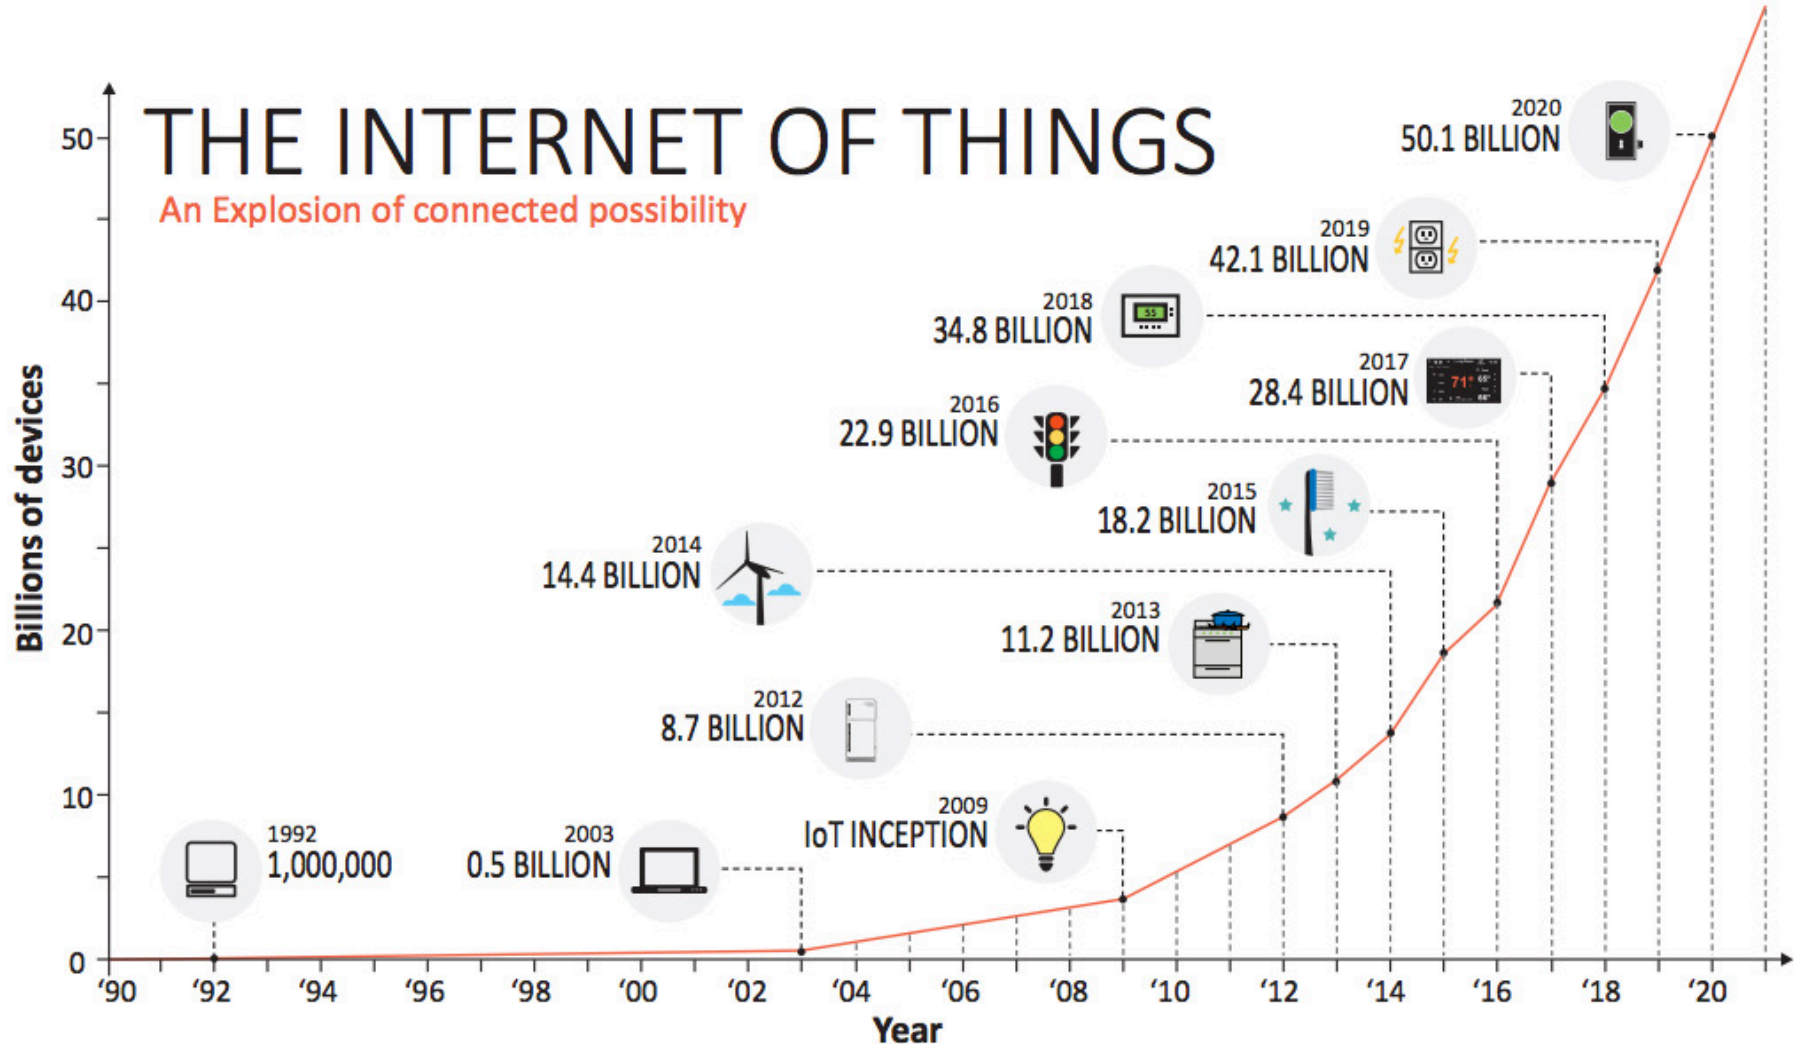 THE INTERNET OF THINGS
An Explosion of connected possibility
2020
50.1 BILLION
2019
42.1 BILLION
2018
34.8 BILLION
2017
28.4 BILLION
2016
22.9 BILLION
2015
18.2 BILLION
2014
14.4 BILLION
2013
11.2 BILLION
2012
8.7 BILLION
2009
IoT INCEPTION
2003
0.5 BILLION
1992
1,000,000
55
71°
Billions of devices
50
40
30
20
10
0
‘90 ‘92 ‘94 ‘96 ‘98 ‘00 ‘02 ‘04 ‘06 ‘08 ‘10 ‘12 ‘14 ‘16 ‘18 ‘20
Year